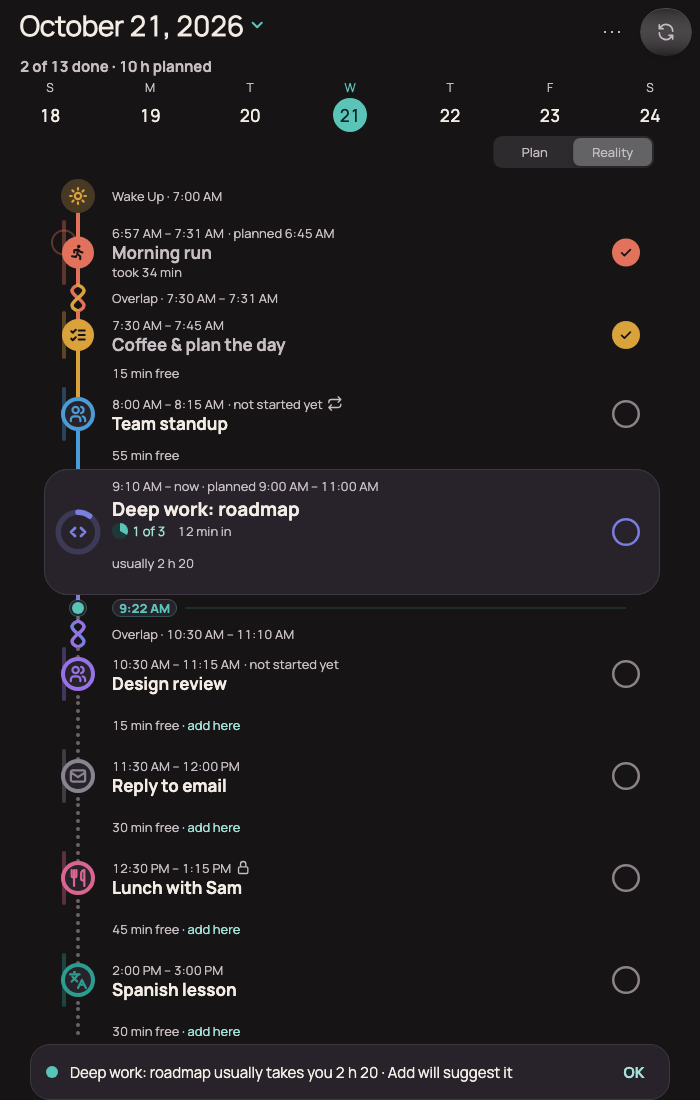 October 21, 2026
...
2 of 13 done · 10 h planned
S M T W T F S
18 19 20 21 22 23 24
Plan Reality
Wake Up · 7:00 AM
6:57 AM – 7:31 AM · planned 6:45 AM
Morning run
took 34 min
Overlap · 7:30 AM – 7:31 AM
7:30 AM – 7:45 AM
Coffee & plan the day
15 min free
8:00 AM – 8:15 AM · not started yet
Team standup
55 min free
9:10 AM – now · planned 9:00 AM – 11:00 AM
Deep work: roadmap
1 of 3 12 min in
usually 2 h 20
9:22 AM
Overlap · 10:30 AM – 11:10 AM
10:30 AM – 11:15 AM · not started yet
Design review
15 min free · add here
11:30 AM – 12:00 PM
Reply to email
30 min free · add here
12:30 PM – 1:15 PM
Lunch with Sam
45 min free · add here
2:00 PM – 3:00 PM
Spanish lesson
30 min free · add here
Deep work: roadmap usually takes you 2 h 20 · Add will suggest it OK